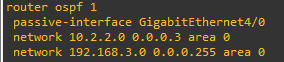 router ospf 1
 passive-interface GigabitEthernet4/0
 network 10.2.2.0 0.0.0.3 area 0
 network 192.168.3.0 0.0.0.255 area 0